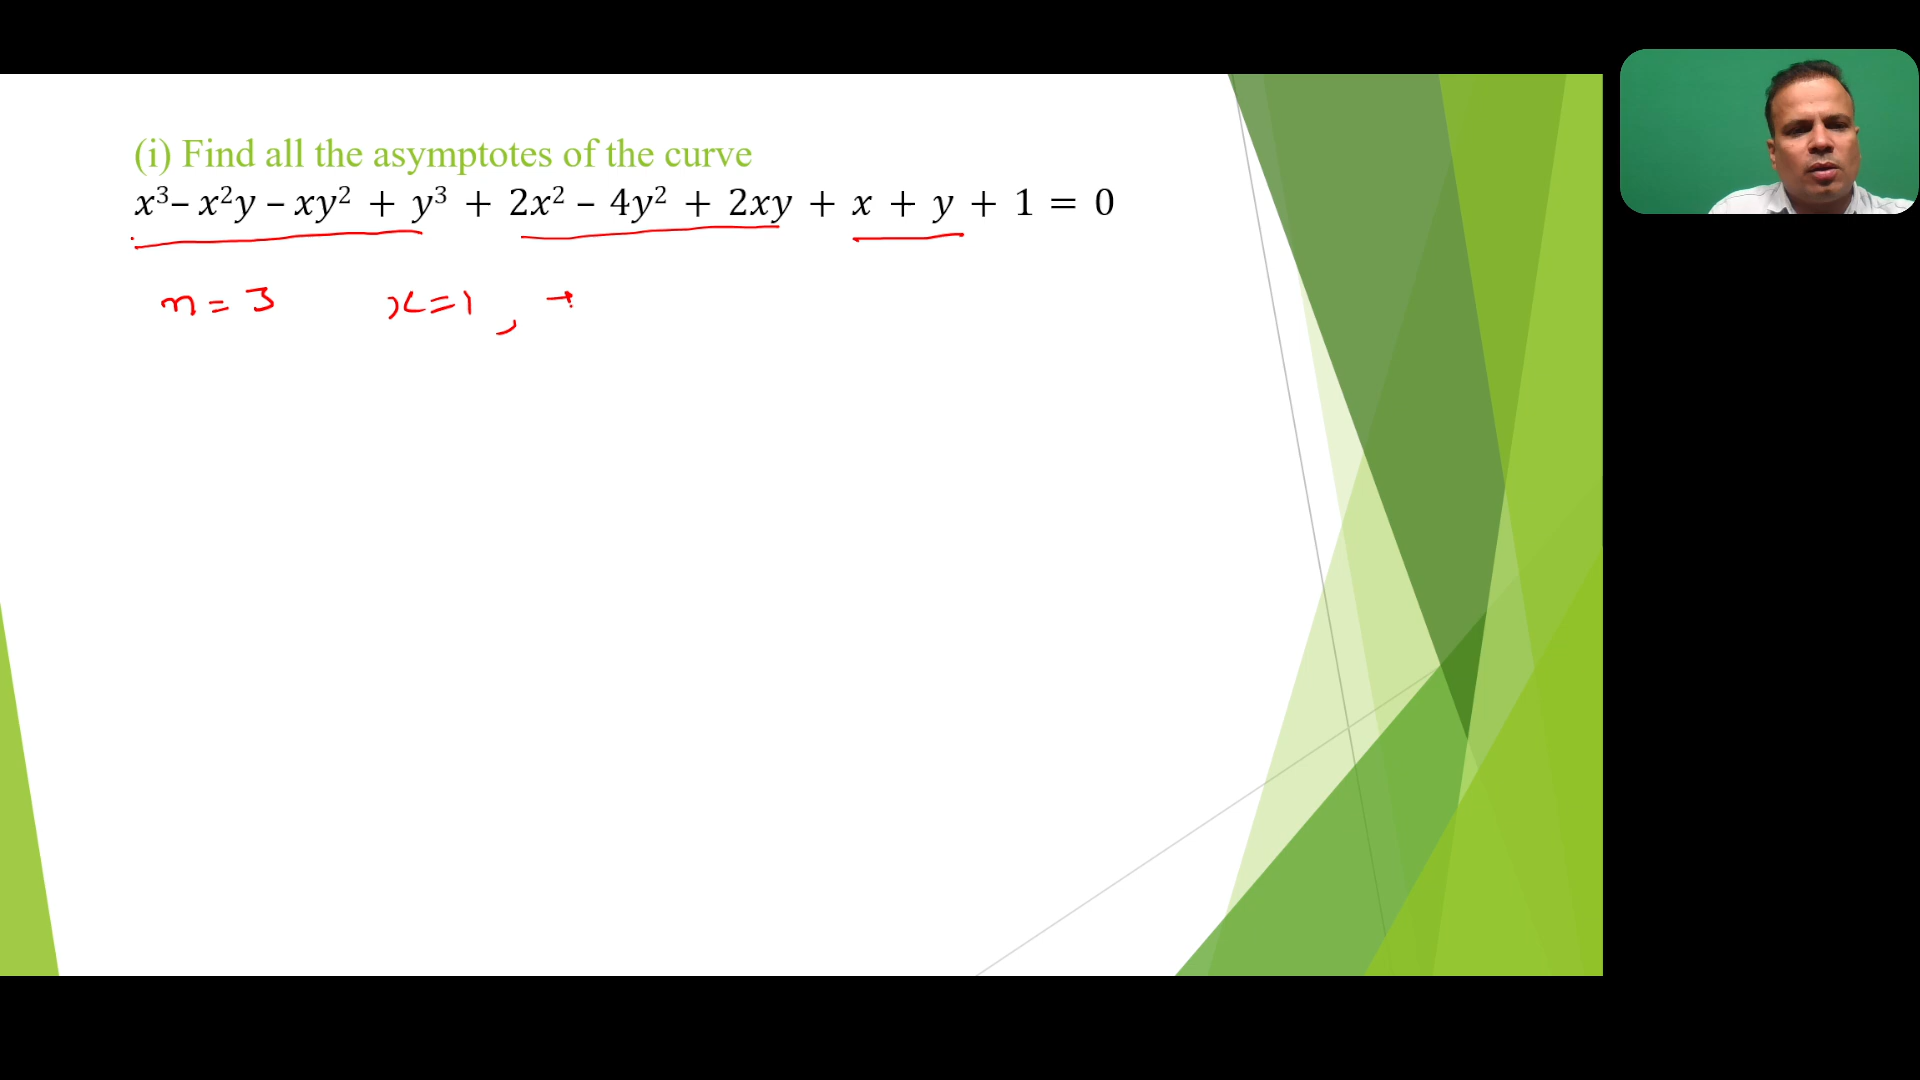 (i) Find all the asymptotes of the curve
x³– x²y – xy² + y³ + 2x² – 4y² + 2xy + x + y + 1 = 0
n = 3 x = 1 ,